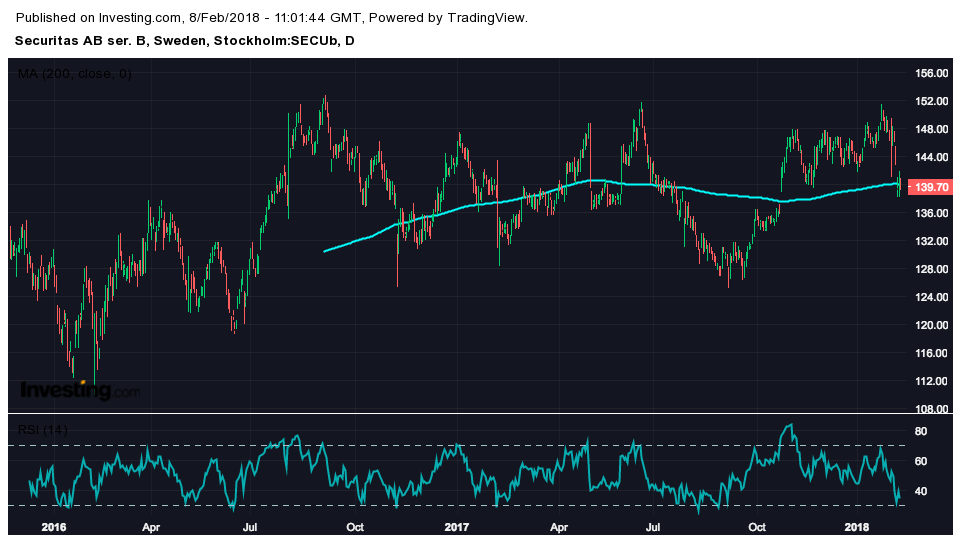 Published on Investing.com, 8/Feb/2018 - 11:01:44 GMT, Powered by TradingView.
Securitas AB ser. B, Sweden, Stockholm:SECUb, D
MA (200, close, 0)
156.00
152.00
148.00
144.00
139.70
136.00
132.00
128.00
124.00
120.00
116.00
112.00
108.00
Investing.com
RSI (14)
80
60
40
2016 Apr Jul Oct 2017 Apr Jul Oct 2018